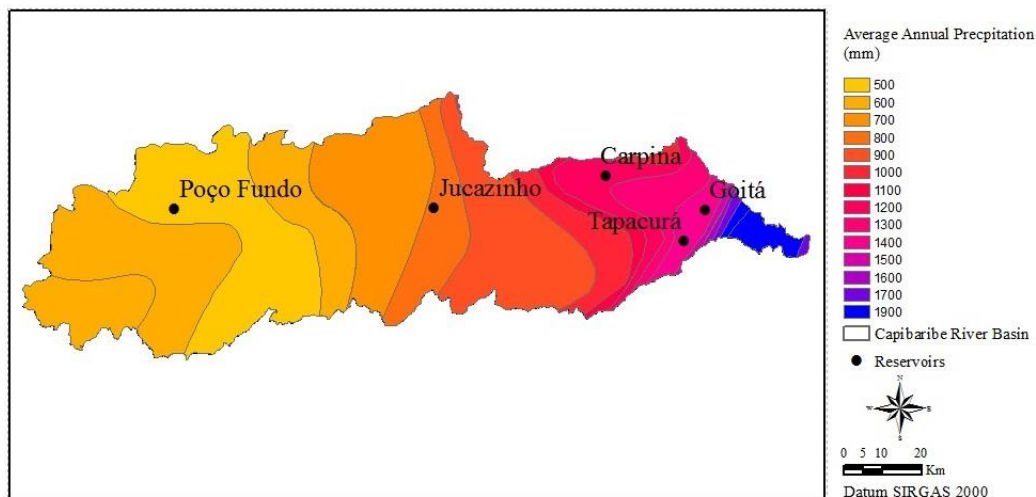 Average Annual Precpitation
(mm)
500
600
700
800
900
1000
1100
1200
1300
1400
1500
1600
1700
1900
Capibaribe River Basin
Reservoirs
N
W E
S
0 5 10 20
Km
Datum SIRGAS 2000
Carpina
Poço Fundo
Jucazinho
Goitá
Tapacurá